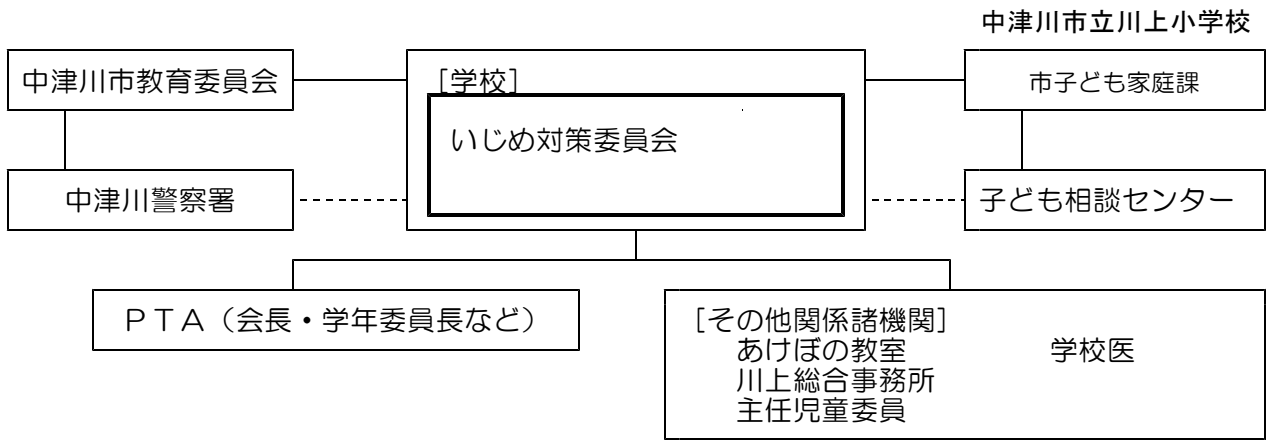 中津川市立川上小学校
中津川市教育委員会
[学校]
市子ども家庭課
いじめ対策委員会
中津川警察署
子ども相談センター
ＰＴＡ（会長・学年委員長など）
[その他関係諸機関]
あけぼの教室　学校医
川上総合事務所
主任児童委員